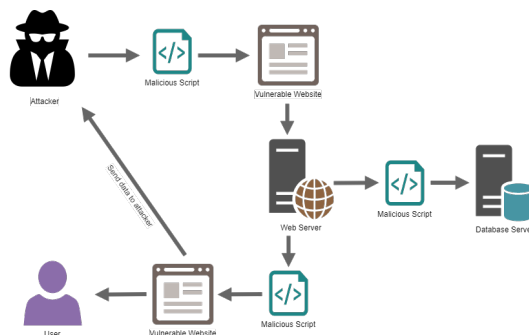 Attacker
Malicious Script
Vulnerable Website
Send data to attacker
Web Server
Malicious Script
Database Serve
User
Vulnerable Website
Malicious Script